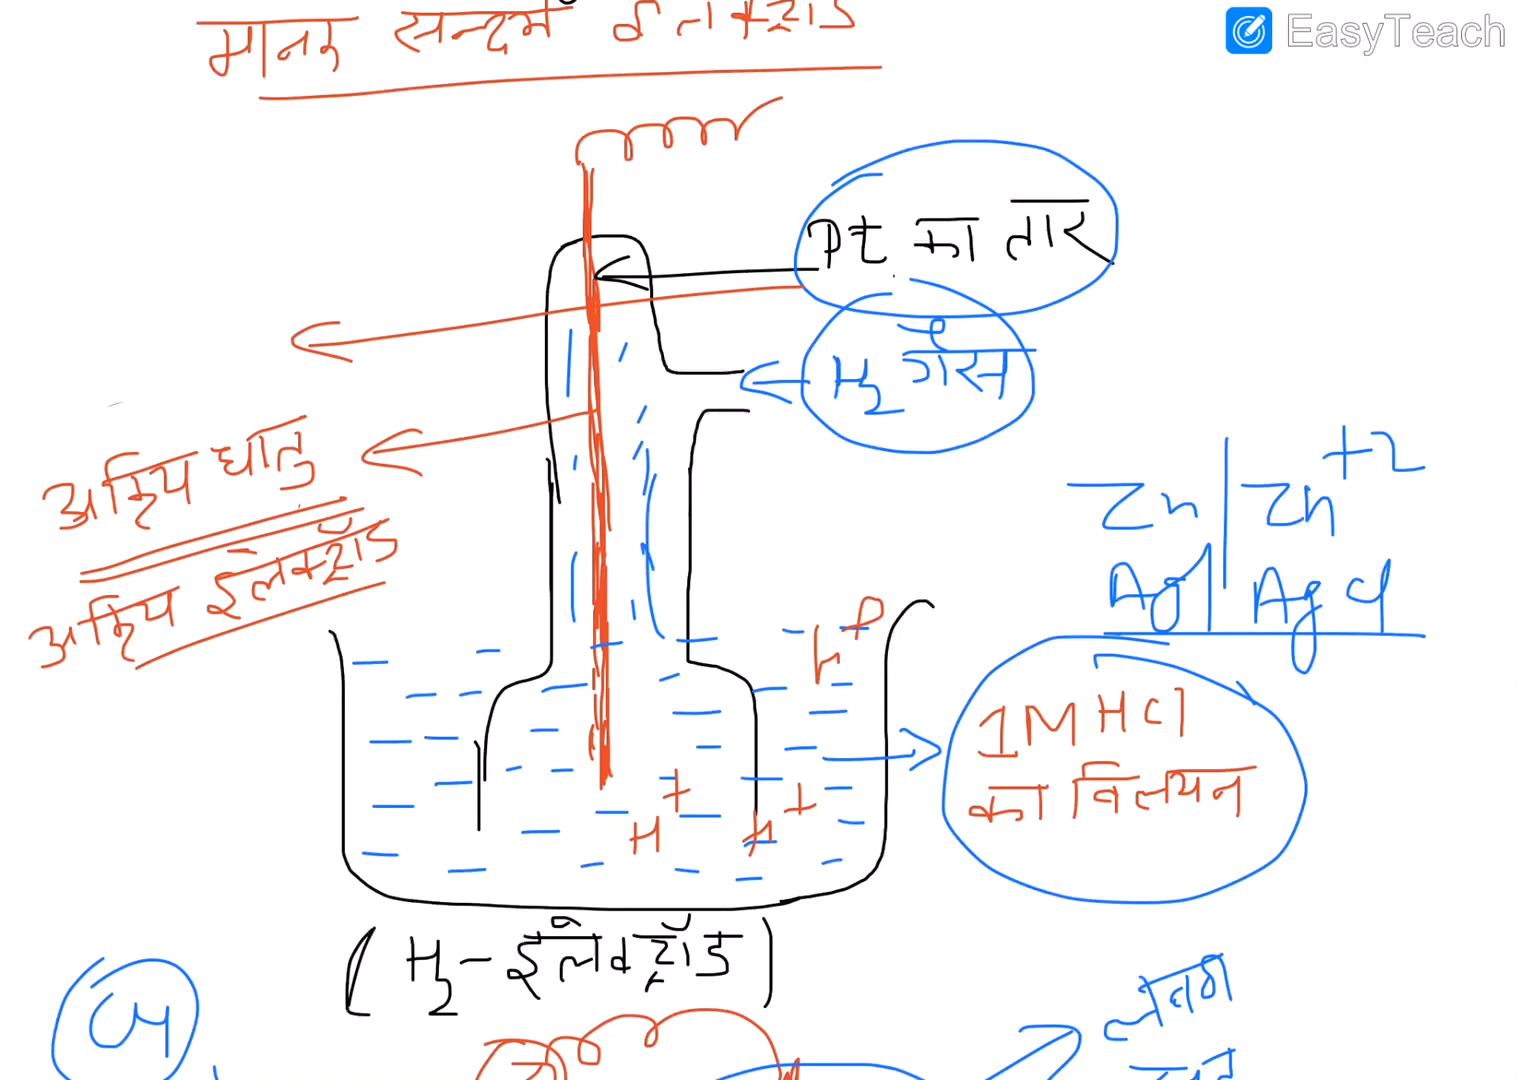 मानक सन्दर्भ इलेक्ट्रॉड
EasyTeach
Pt का तार
H₂ गैस
अक्रिय धातु
अक्रिय इलेक्ट्रॉड
Zn | Zn⁺²
Ag | AgCl
H⁺
1M HCl
का विलयन
H⁺ H⁺
(H₂ - इलेक्ट्रॉड)
लवण